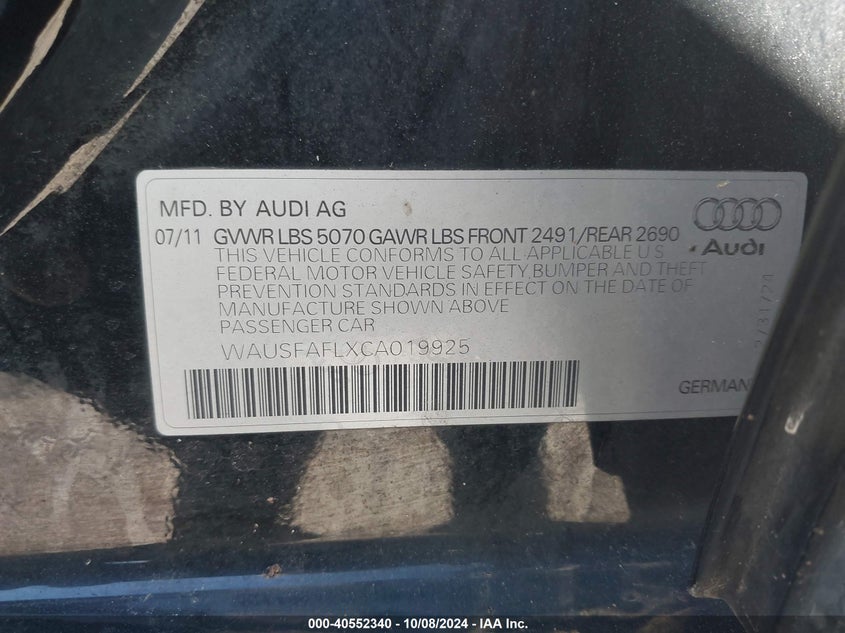 MFD. BY AUDI AG
07/11 GVWR LBS 5070 GAWR LBS FRONT 2491/REAR 2690
Audi
THIS VEHICLE CONFORMS TO ALL APPLICABLE U S
FEDERAL MOTOR VEHICLE SAFETY,BUMPER AND THEFT
PREVENTION STANDARDS IN EFFECT ON THE DATE OF
MANUFACTURE SHOWN ABOVE
PASSENGER CAR
WAUSFAFLXCA019925
000-40552340 - 10/08/2024 - IAA Inc.